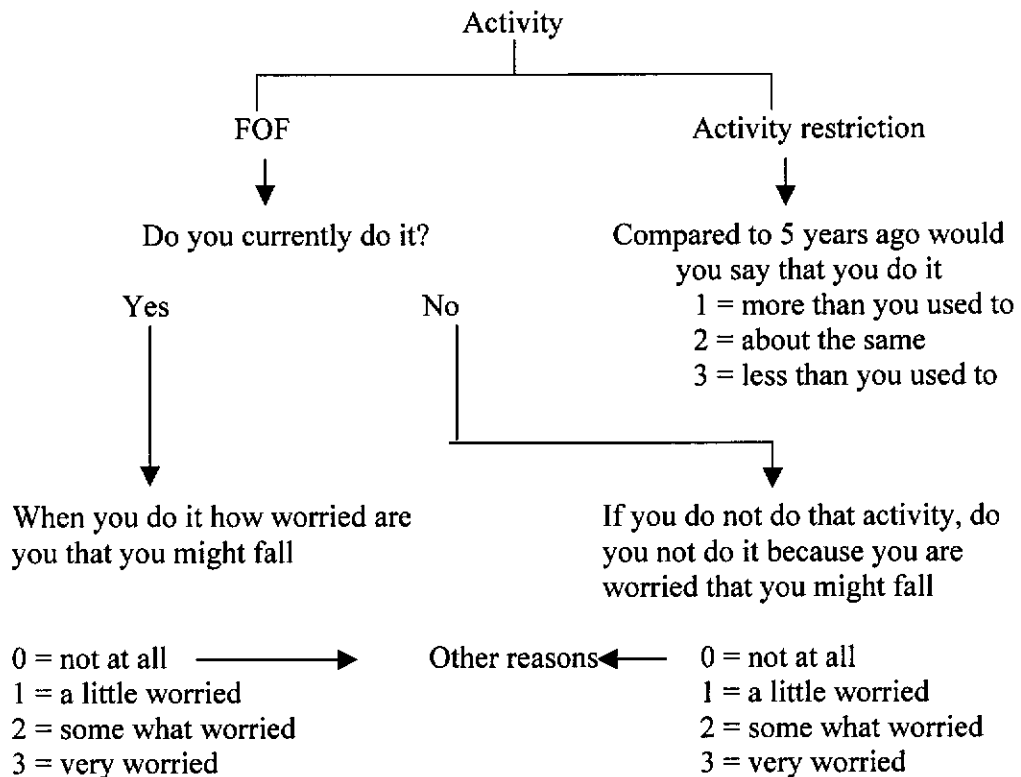 Activity
FOF
Activity restriction
Do you currently do it?
Compared to 5 years ago would
you say that you do it
1 = more than you used to
2 = about the same
3 = less than you used to
Yes
No
When you do it how worried are
you that you might fall
If you do not do that activity, do
you not do it because you are
worried that you might fall
0 = not at all
1 = a little worried
2 = some what worried
3 = very worried
Other reasons
0 = not at all
1 = a little worried
2 = some what worried
3 = very worried